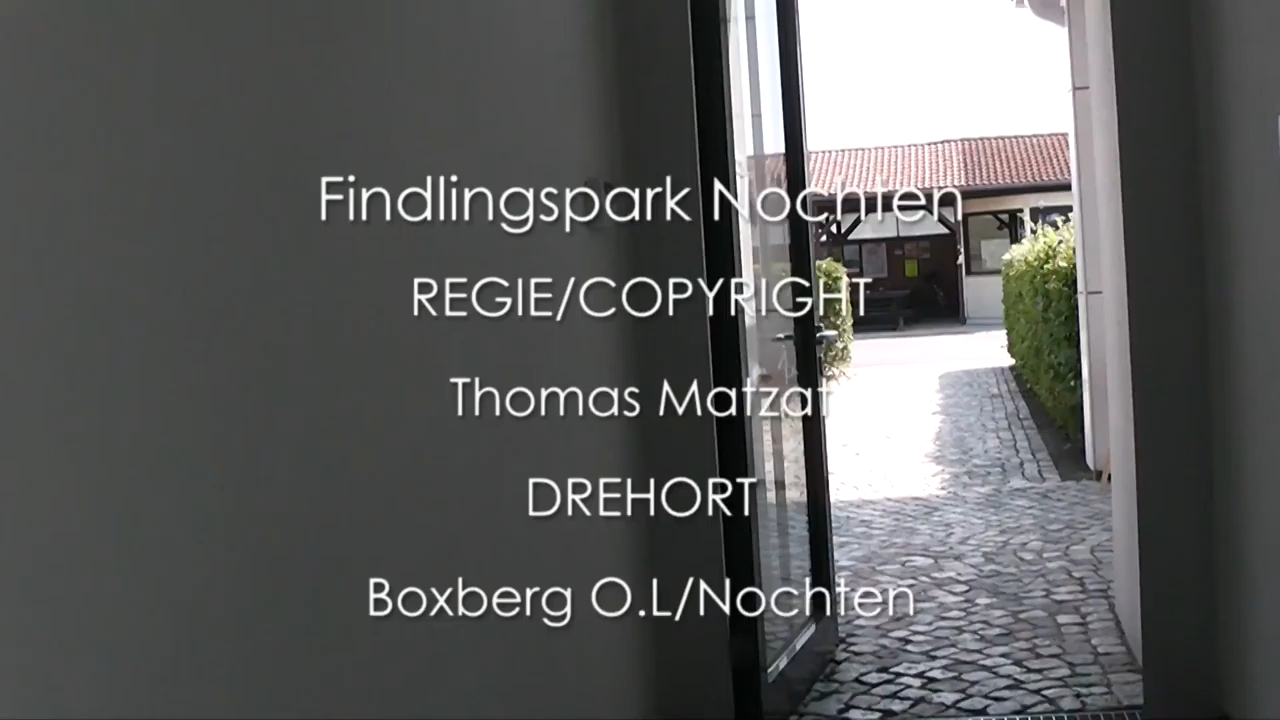 Findlingspark Nochten
REGIE/COPYRIGHT
Thomas Matzat
DREHORT
Boxberg O.L/Nochten